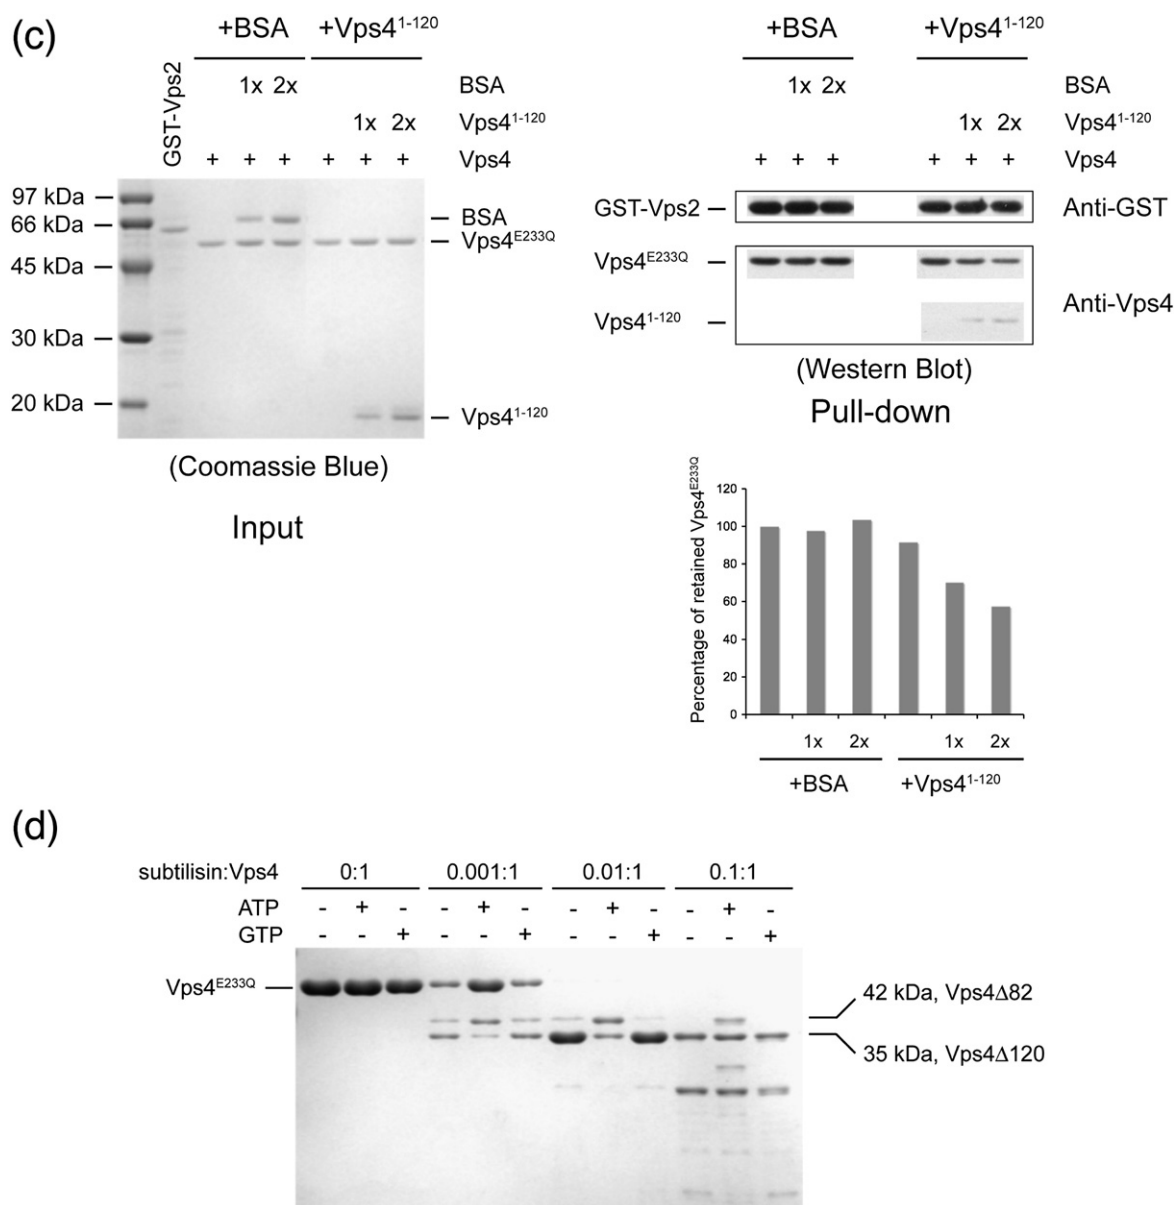 (c)
+BSA +Vps4¹⁻¹²⁰
GST-Vps2
1x 2x BSA
1x 2x Vps4¹⁻¹²⁰
+ + + + + + Vps4
97 kDa
66 kDa
45 kDa
30 kDa
20 kDa
BSA
Vps4ᴱ²³³Q
Vps4¹⁻¹²⁰
(Coomassie Blue)
Input
+BSA +Vps4¹⁻¹²⁰
1x 2x BSA
1x 2x Vps4¹⁻¹²⁰
+ + + + + + Vps4
GST-Vps2 Anti-GST
Vps4ᴱ²³³Q
Vps4¹⁻¹²⁰ Anti-Vps4
(Western Blot)
Pull-down
Percentage of retained Vps4ᴱ²³³Q
120
100
80
60
40
20
0
1x 2x 1x 2x
+BSA +Vps4¹⁻¹²⁰
(d)
subtilisin:Vps4 0:1 0.001:1 0.01:1 0.1:1
ATP - + - - + - - + - - + -
GTP - - + - - + - - + - - +
Vps4ᴱ²³³Q
42 kDa, Vps4Δ82
35 kDa, Vps4Δ120